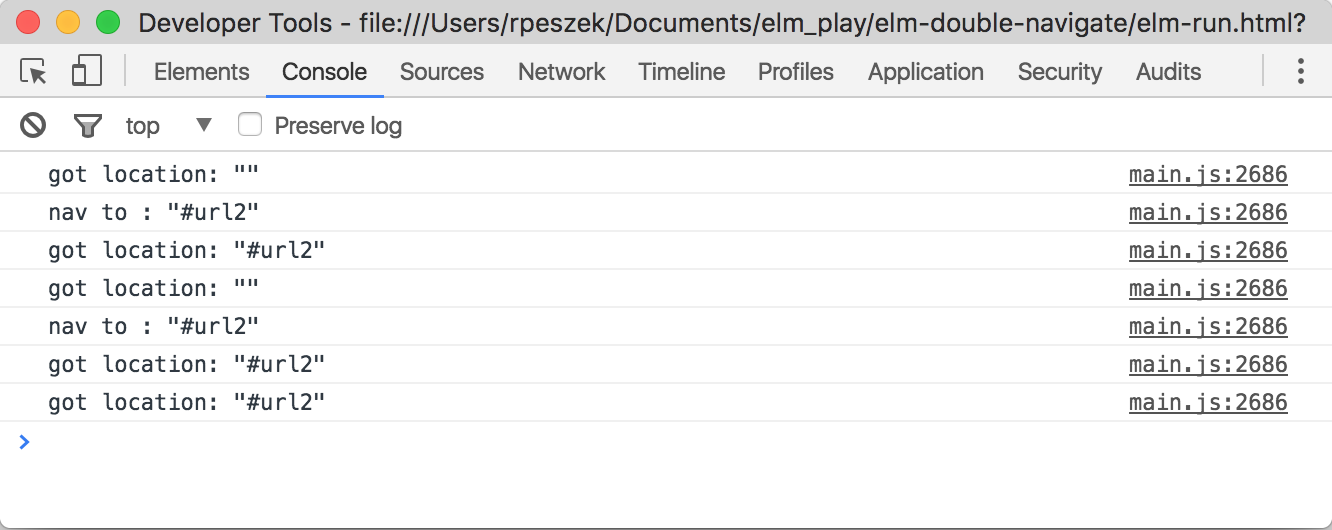 Developer Tools - file:///Users/rpeszek/Documents/elm_play/elm-double-navigate/elm-run.html?
Elements Console Sources Network Timeline Profiles Application Security Audits
top Preserve log
got location: "" main.js:2686
nav to : "#url2" main.js:2686
got location: "#url2" main.js:2686
got location: "" main.js:2686
nav to : "#url2" main.js:2686
got location: "#url2" main.js:2686
got location: "#url2" main.js:2686